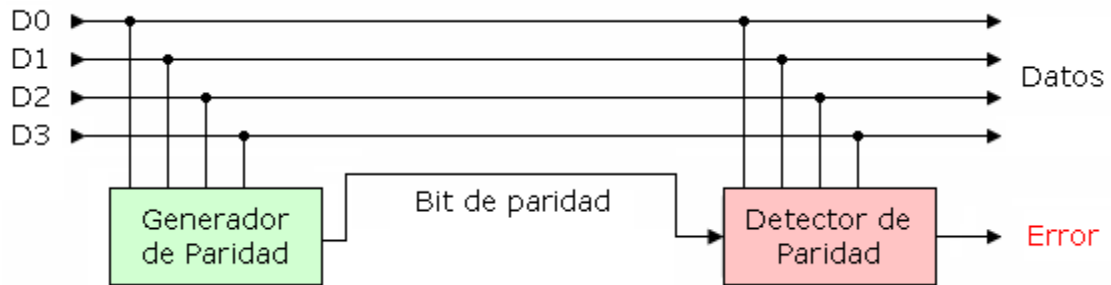 D0
D1
D2
D3
Datos
Bit de paridad
Generador
de Paridad
Detector de
Paridad
Error